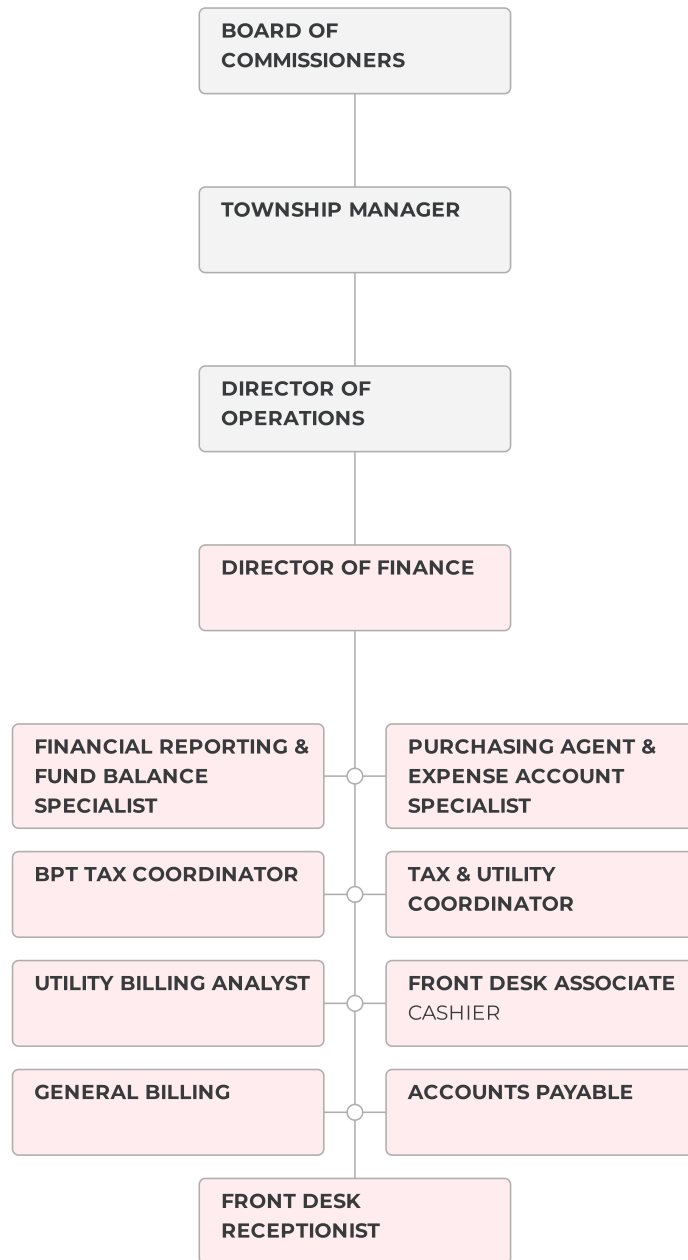 BOARD OF
COMMISSIONERS
TOWNSHIP MANAGER
DIRECTOR OF
OPERATIONS
DIRECTOR OF FINANCE
FINANCIAL REPORTING &
FUND BALANCE
SPECIALIST
PURCHASING AGENT &
EXPENSE ACCOUNT
SPECIALIST
BPT TAX COORDINATOR
TAX & UTILITY
COORDINATOR
UTILITY BILLING ANALYST
FRONT DESK ASSOCIATE
CASHIER
GENERAL BILLING
ACCOUNTS PAYABLE
FRONT DESK
RECEPTIONIST